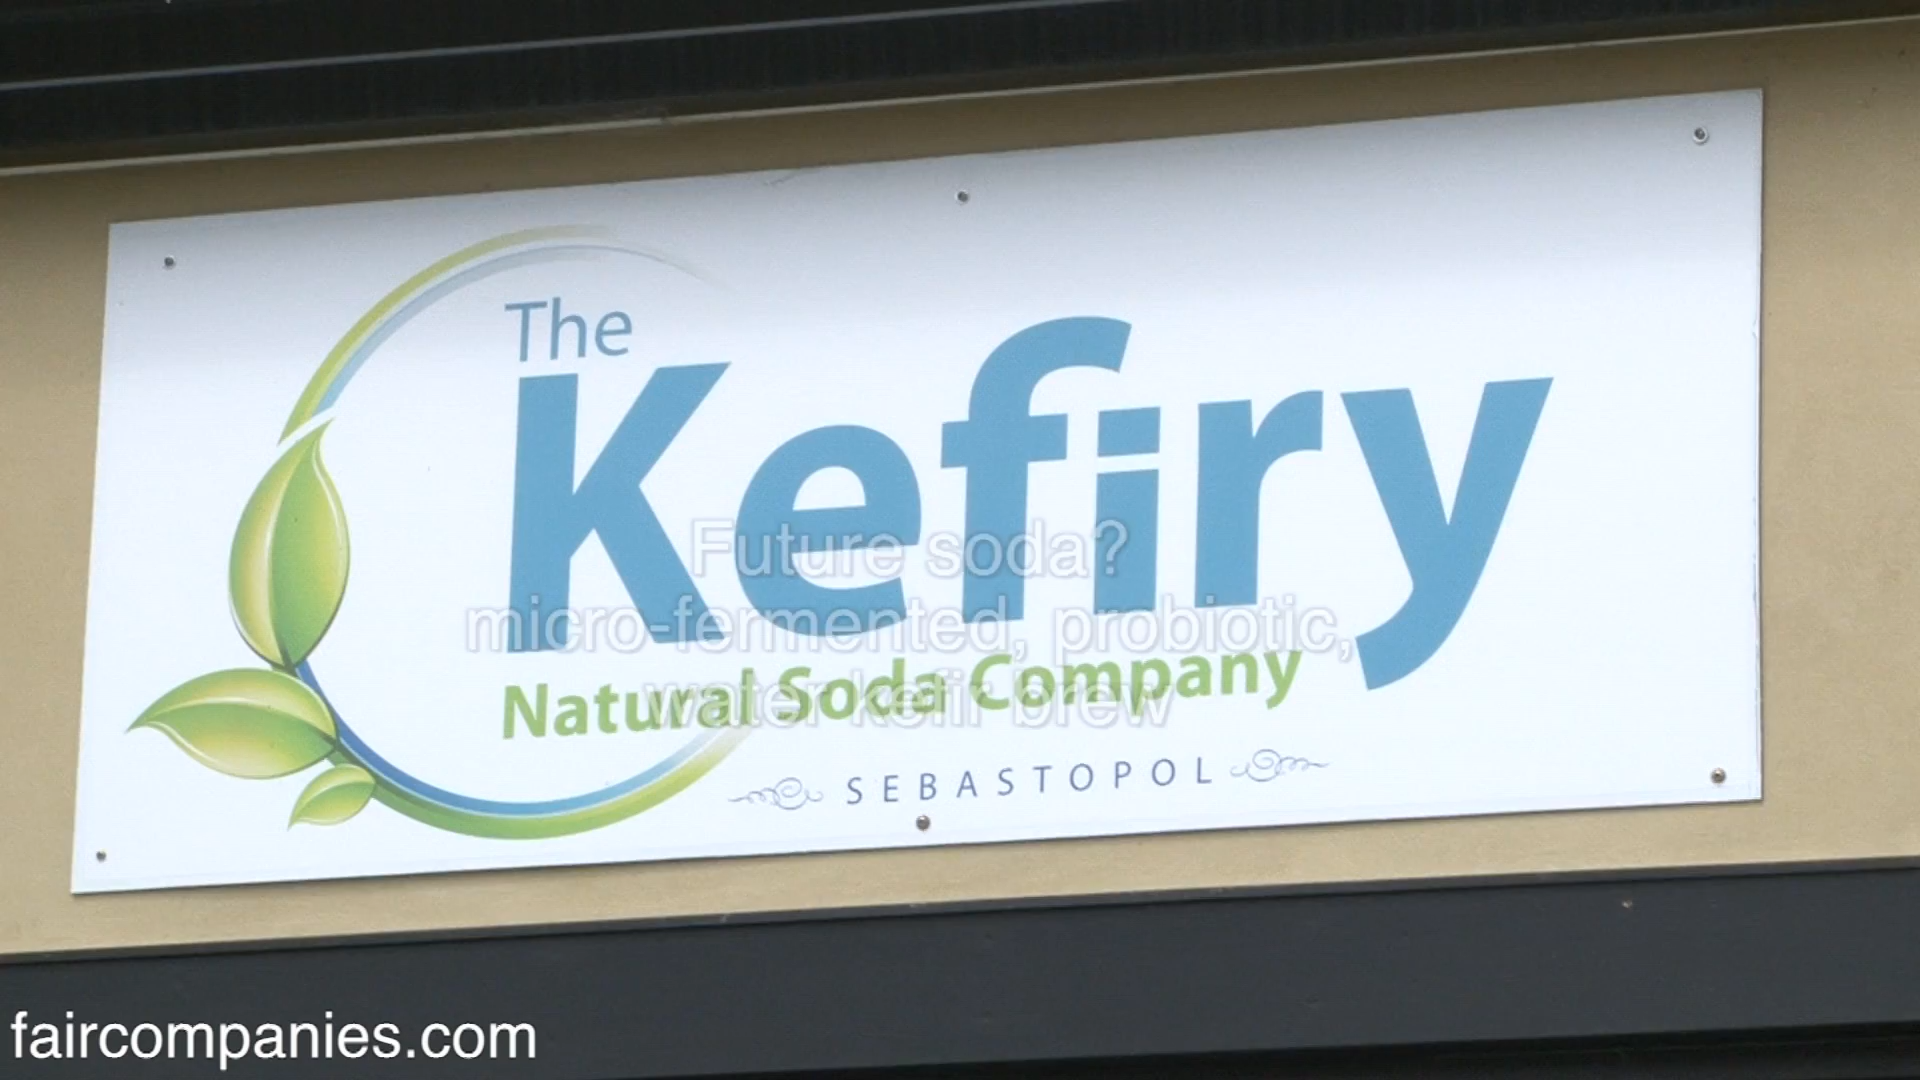 The
Kefiry
Future soda?
micro-fermented, probiotic,
water kefir brew
Natural Soda Company
SEBASTOPOL
faircompanies.com